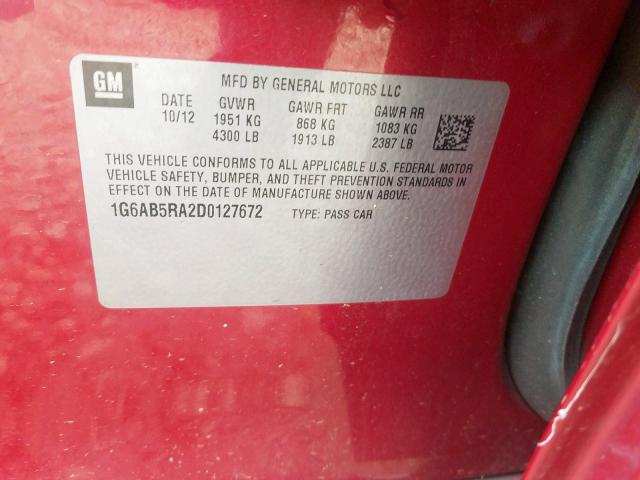 GM
MFD BY GENERAL MOTORS LLC
DATE GVWR GAWR FRT GAWR RR
10/12 1951 KG 868 KG 1083 KG
4300 LB 1913 LB 2387 LB
THIS VEHICLE CONFORMS TO ALL APPLICABLE U.S. FEDERAL MOTOR
VEHICLE SAFETY, BUMPER, AND THEFT PREVENTION STANDARDS IN
EFFECT ON THE DATE OF MANUFACTURE SHOWN ABOVE.
1G6AB5RA2D0127672 TYPE: PASS CAR